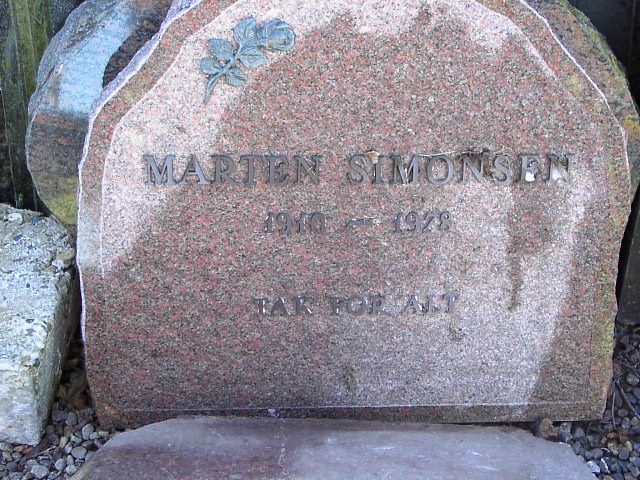 MARTEN SIMONSEN
1910 – 1978
TAK FOR ALT